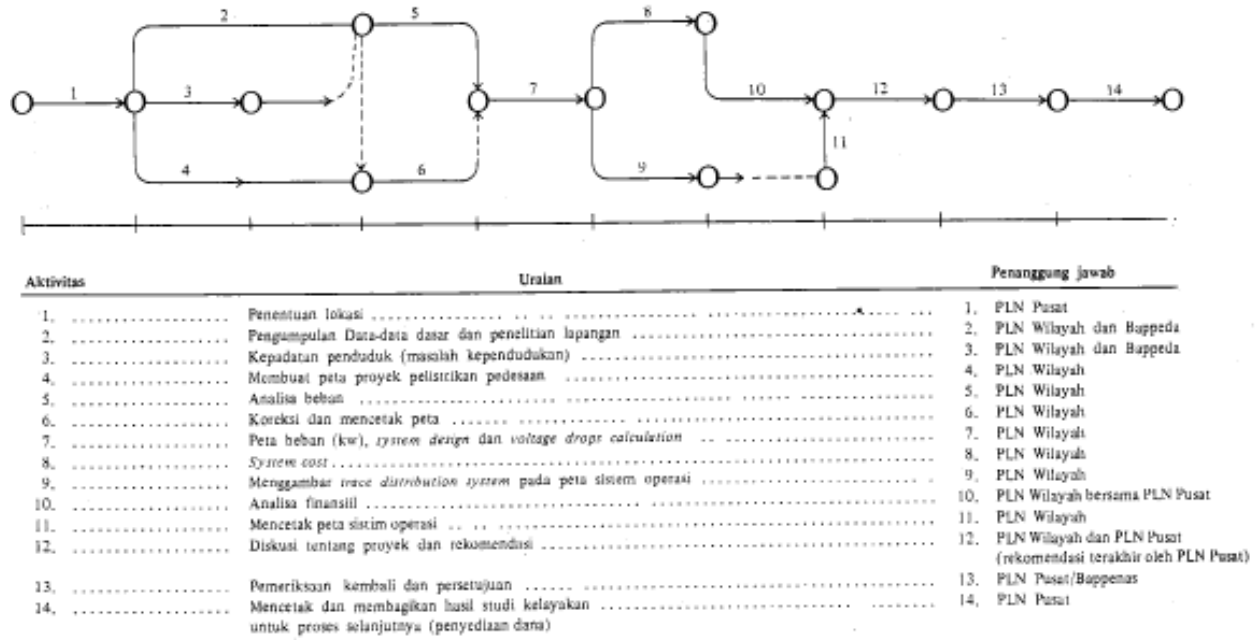 2 5 8
1 3 7 10 12 13 14
4 6 9 11
Aktivitas Uraian Penanggung jawab
1. Penentuan lokasi 1. PLN Pusat
2. Pengumpulan Data-data dasar dan penelitian lapangan 2. PLN Wilayah dan Bappeda
3. Kepadatan penduduk (masalah kependudukan) 3. PLN Wilayah dan Bappeda
4. Membuat peta proyek pelistrikan pedesaan 4. PLN Wilayah
5. Analisa beban 5. PLN Wilayah
6. Koreksi dan mencetak peta 6. PLN Wilayah
7. Peta beban (kw), system design dan voltage drops calculation 7. PLN Wilayah
8. System cost 8. PLN Wilayah
9. Menggambar trace distribution system pada peta sistem operasi 9. PLN Wilayah
10. Analisa finansiil 10. PLN Wilayah bersama PLN Pusat
11. Mencetak peta sistim operasi 11. PLN Wilayah
12. Diskusi tentang proyek dan rekomendasi 12. PLN Wilayah dan PLN Pusat
(rekomendasi terakhir oleh PLN Pusat)
13. Pemeriksaan kembali dan persetujuan 13. PLN Pusat/Bappenas
14. Mencetak dan membagikan hasil studi kelayakan 14. PLN Pusat
untuk proses selanjutnya (penyediaan dana)